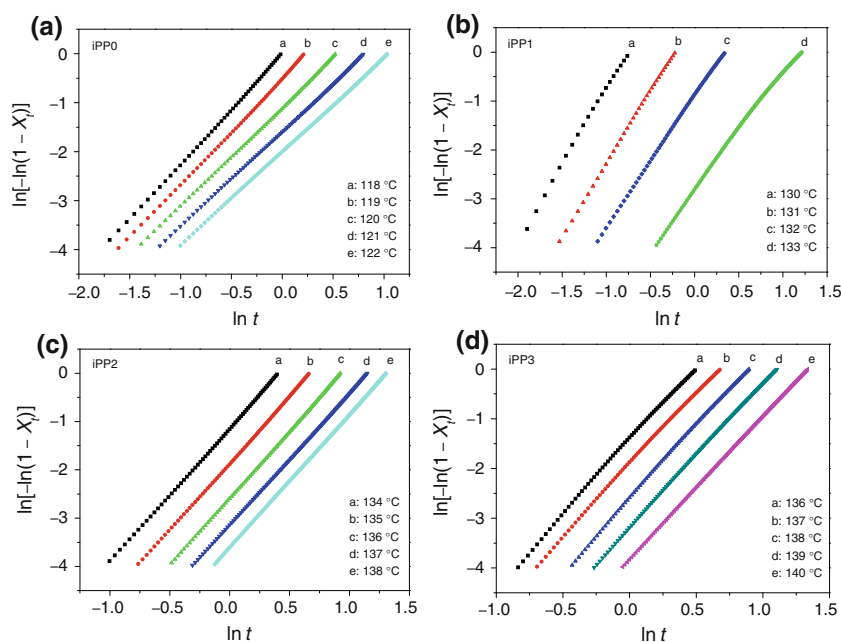 (a)
iPP0
a b c d e
0
−1
−2
−3
−4
ln[−ln(1 − Xt)]
a: 118 °C
b: 119 °C
c: 120 °C
d: 121 °C
e: 122 °C
−2.0 −1.5 −1.0 −0.5 0.0 0.5 1.0
ln t
(b)
iPP1
a b c d
0
−1
−2
−3
−4
ln[−ln(1 − Xt)]
a: 130 °C
b: 131 °C
c: 132 °C
d: 133 °C
−2.0 −1.5 −1.0 −0.5 0.0 0.5 1.0 1.5
ln t
(c)
iPP2
a b c d e
0
−1
−2
−3
−4
ln[−ln(1 − Xt)]
a: 134 °C
b: 135 °C
c: 136 °C
d: 137 °C
e: 138 °C
−1.0 −0.5 0.0 0.5 1.0 1.5
ln t
(d)
iPP3
a b c d e
0
−1
−2
−3
−4
ln[−ln(1 − Xt)]
a: 136 °C
b: 137 °C
c: 138 °C
d: 139 °C
e: 140 °C
−1.0 −0.5 0.0 0.5 1.0 1.5
ln t